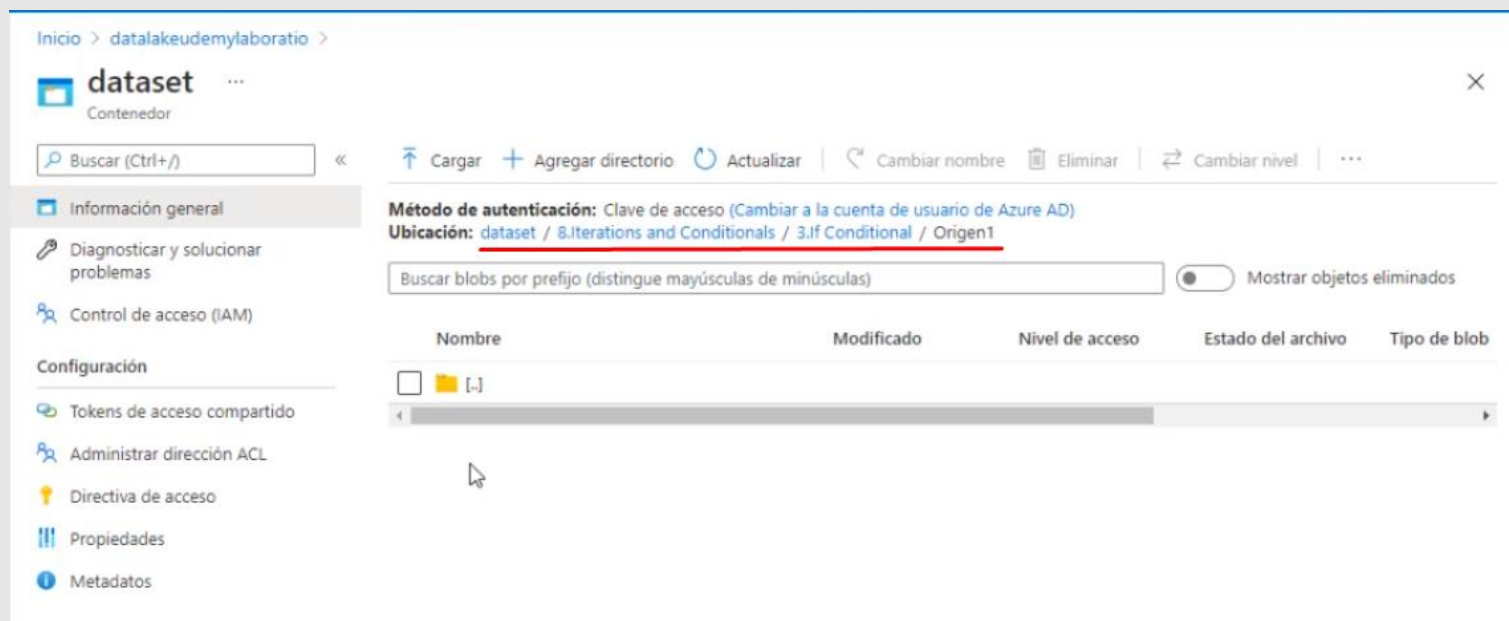 Inicio > datalakeudemylaboratio >
dataset ...
Contenedor
Buscar (Ctrl+/)
«
Información general
Diagnosticar y solucionar
problemas
Control de acceso (IAM)
Configuración
Tokens de acceso compartido
Administrar dirección ACL
Directiva de acceso
Propiedades
Metadatos
Cargar Agregar directorio Actualizar Cambiar nombre Eliminar Cambiar nivel ...
Método de autenticación: Clave de acceso (Cambiar a la cuenta de usuario de Azure AD)
Ubicación: dataset / 8.Iterations and Conditionals / 3.If Conditional / Origen1
Buscar blobs por prefijo (distingue mayúsculas de minúsculas)
Mostrar objetos eliminados
Nombre Modificado Nivel de acceso Estado del archivo Tipo de blob
[..]